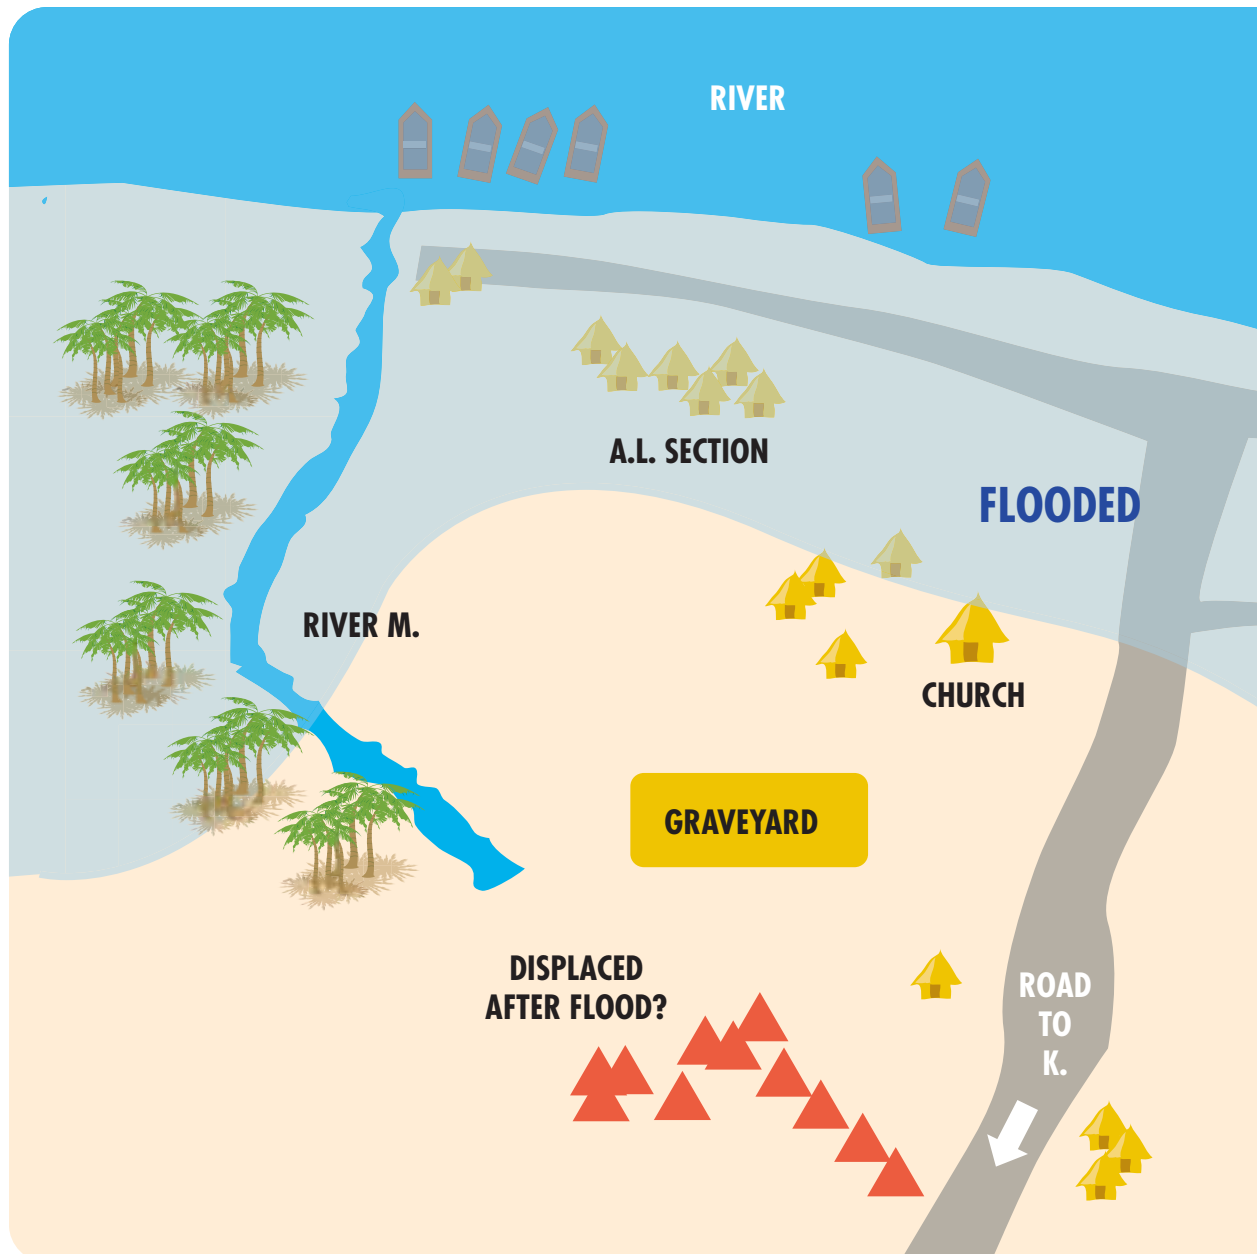 RIVER
A.L. SECTION
FLOODED
RIVER M.
CHURCH
GRAVEYARD
DISPLACED
AFTER FLOOD?
ROAD
TO
K.